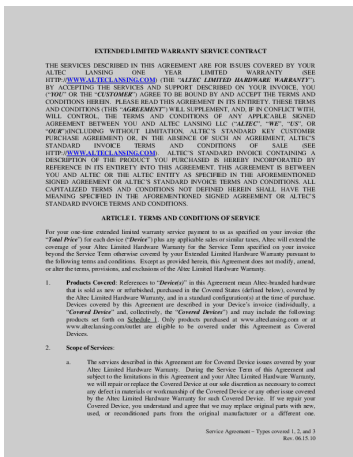 EXTENDED LIMITED WARRANTY SERVICE CONTRACT
THE SERVICES DESCRIBED IN THIS AGREEMENT ARE FOR ISSUES COVERED BY YOUR
ALTEC LANSING ONE YEAR LIMITED WARRANTY (SEE
HTTP://WWW.ALTECLANSING.COM) (THE "ALTEC LIMITED HARDWARE WARRANTY").
BY ACCEPTING THE SERVICES AND SUPPORT DESCRIBED ON YOUR INVOICE, YOU
("YOU" OR THE "CUSTOMER") AGREE TO BE BOUND BY AND ACCEPT THE TERMS AND
CONDITIONS HEREIN. PLEASE READ THIS AGREEMENT IN ITS ENTIRETY. THESE TERMS
AND CONDITIONS (THIS "AGREEMENT") WILL SUPPLEMENT, AND, IF IN CONFLICT WITH,
WILL CONTROL, THE TERMS AND CONDITIONS OF ANY APPLICABLE SIGNED
AGREEMENT BETWEEN YOU AND ALTEC LANSING LLC ("ALTEC", "WE", "US", OR
"OUR")(INCLUDING WITHOUT LIMITATION, ALTEC'S STANDARD KEY CUSTOMER
PURCHASE AGREEMENT) OR, IN THE ABSENCE OF SUCH AN AGREEMENT, ALTEC'S
STANDARD INVOICE TERMS AND CONDITIONS OF SALE (SEE
HTTP://WWW.ALTECLANSING.COM). ALTEC'S STANDARD INVOICE CONTAINING A
DESCRIPTION OF THE PRODUCT YOU PURCHASED IS HEREBY INCORPORATED BY
REFERENCE IN ITS ENTIRETY INTO THIS AGREEMENT. THIS AGREEMENT IS BETWEEN
YOU AND ALTEC OR THE ALTEC ENTITY AS SPECIFIED IN THE AFOREMENTIONED
SIGNED AGREEMENT OR ALTEC'S STANDARD INVOICE TERMS AND CONDITIONS. ALL
CAPITALIZED TERMS AND CONDITIONS NOT DEFINED HEREIN SHALL HAVE THE
MEANING SPECIFIED IN THE AFOREMENTIONED SIGNED AGREEMENT OR ALTEC'S
STANDARD INVOICE TERMS AND CONDITIONS.
ARTICLE I. TERMS AND CONDITIONS OF SERVICE
For your one-time extended limited warranty service payment to us as specified on your invoice (the
"Total Price") for each device ("Device") plus any applicable sales or similar taxes, Altec will extend the
coverage of your Altec Limited Hardware Warranty for the Service Term specified on your invoice
beyond the Service Term otherwise covered by your Extended Limited Hardware Warranty pursuant to
the following terms and conditions. Except as provided herein, this Agreement does not modify, amend,
or alter the terms, provisions, and exclusions of the Altec Limited Hardware Warranty.
1. Products Covered: References to "Device(s)" in this Agreement mean Altec-branded hardware
that is sold as new or refurbished, purchased in the Covered States (defined below), covered by
the Altec Limited Hardware Warranty, and in a standard configuration(s) at the time of purchase.
Devices covered by this Agreement are described in your Device's invoice (individually, a
"Covered Device" and, collectively, the "Covered Devices") and may include the following
products set forth on Schedule 1. Only products purchased at www.alteclansing.com or at
www.alteclansing.com/outlet are eligible to be covered under this Agreement as Covered
Devices.
2. Scope of Services:
a. The services described in this Agreement are for Covered Device issues covered by your
Altec Limited Hardware Warranty. During the Service Term of this Agreement and
subject to the limitations in this Agreement and your Altec Limited Hardware Warranty,
we will repair or replace the Covered Device at our sole discretion as necessary to correct
any defect in materials or workmanship of the Covered Device or any other issue covered
by the Altec Limited Hardware Warranty for such Covered Device. If we repair your
Covered Device, you understand and agree that we may replace original parts with new,
used, or reconditioned parts from the original manufacturer or a different one.
Service Agreement – Types covered 1, 2, and 3
Rev. 06.15.10